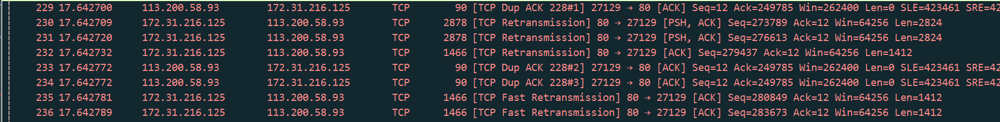 229 17.642700 113.200.58.93 172.31.216.125 TCP 90 [TCP Dup ACK 228#1] 27129 → 80 [ACK] Seq=12 Ack=249785 Win=262400 Len=0 SLE=423461 SRE=42
230 17.642709 172.31.216.125 113.200.58.93 TCP 2878 [TCP Retransmission] 80 → 27129 [PSH, ACK] Seq=273789 Ack=12 Win=64256 Len=2824
231 17.642720 172.31.216.125 113.200.58.93 TCP 2878 [TCP Retransmission] 80 → 27129 [PSH, ACK] Seq=276613 Ack=12 Win=64256 Len=2824
232 17.642732 172.31.216.125 113.200.58.93 TCP 1466 [TCP Retransmission] 80 → 27129 [ACK] Seq=279437 Ack=12 Win=64256 Len=1412
233 17.642772 113.200.58.93 172.31.216.125 TCP 90 [TCP Dup ACK 228#2] 27129 → 80 [ACK] Seq=12 Ack=249785 Win=262400 Len=0 SLE=423461 SRE=42
234 17.642772 113.200.58.93 172.31.216.125 TCP 90 [TCP Dup ACK 228#3] 27129 → 80 [ACK] Seq=12 Ack=249785 Win=262400 Len=0 SLE=423461 SRE=42
235 17.642781 172.31.216.125 113.200.58.93 TCP 1466 [TCP Fast Retransmission] 80 → 27129 [ACK] Seq=280849 Ack=12 Win=64256 Len=1412
236 17.642789 172.31.216.125 113.200.58.93 TCP 1466 [TCP Fast Retransmission] 80 → 27129 [ACK] Seq=283673 Ack=12 Win=64256 Len=1412